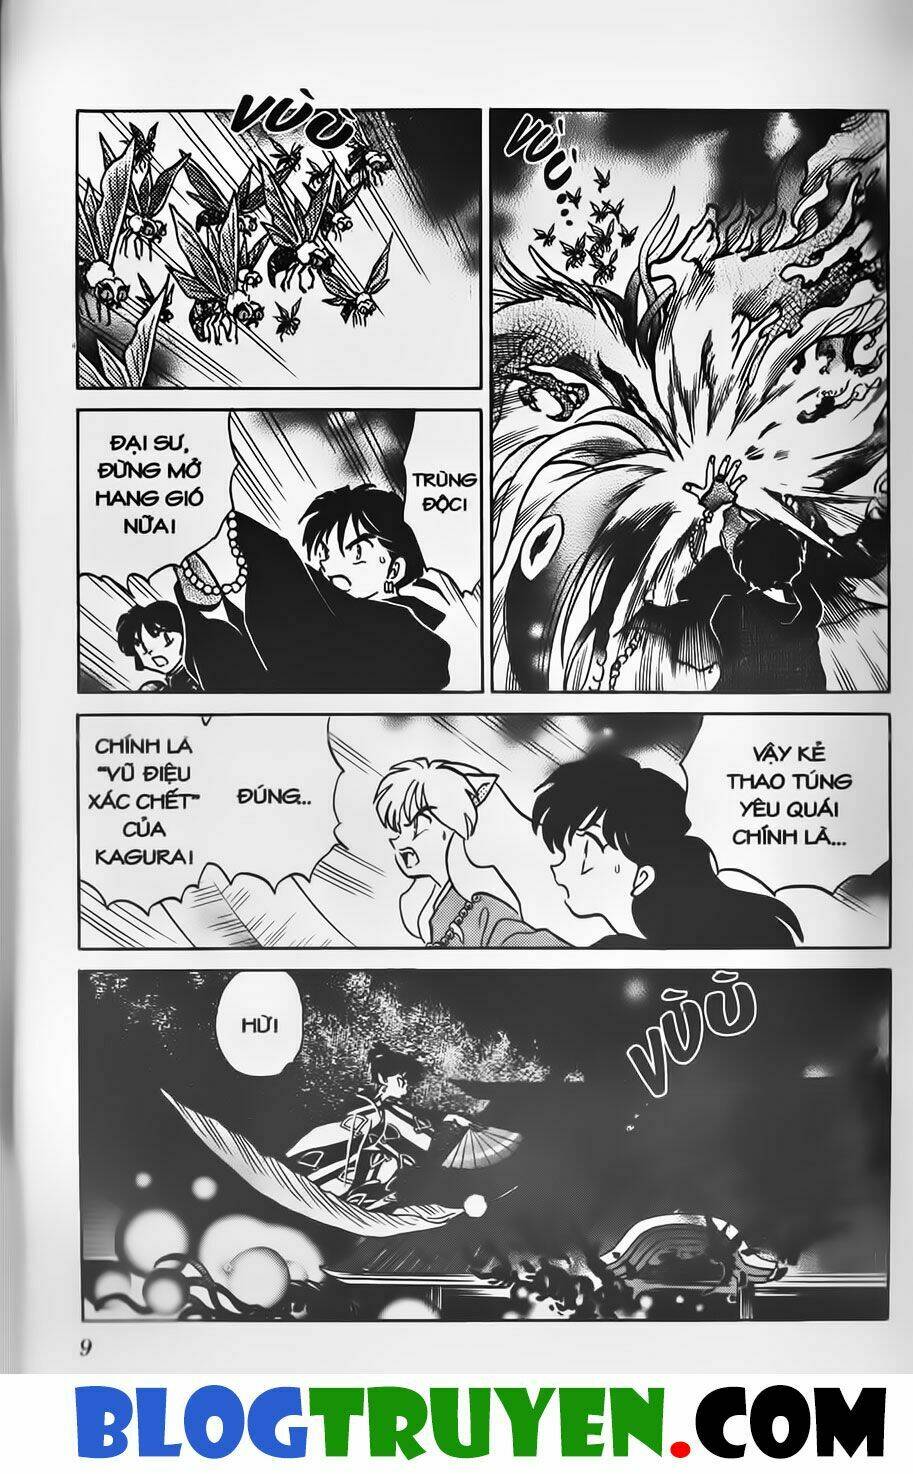 VÙÙ...
VÙÙ
TRÙNG
ĐỘC!
ĐẠI SƯ,
ĐỪNG MỞ
HANG GIÓ
NỮA!
VẬY KẺ
THAO TÚNG
YÊU QUÁI
CHÍNH LÀ...
ĐÚNG...
CHÍNH LÀ
“VŨ ĐIỆU
XÁC CHẾT”
CỦA
KAGURA!
VÙÙ
HỪ!
9
BLOGTRUYEN.COM